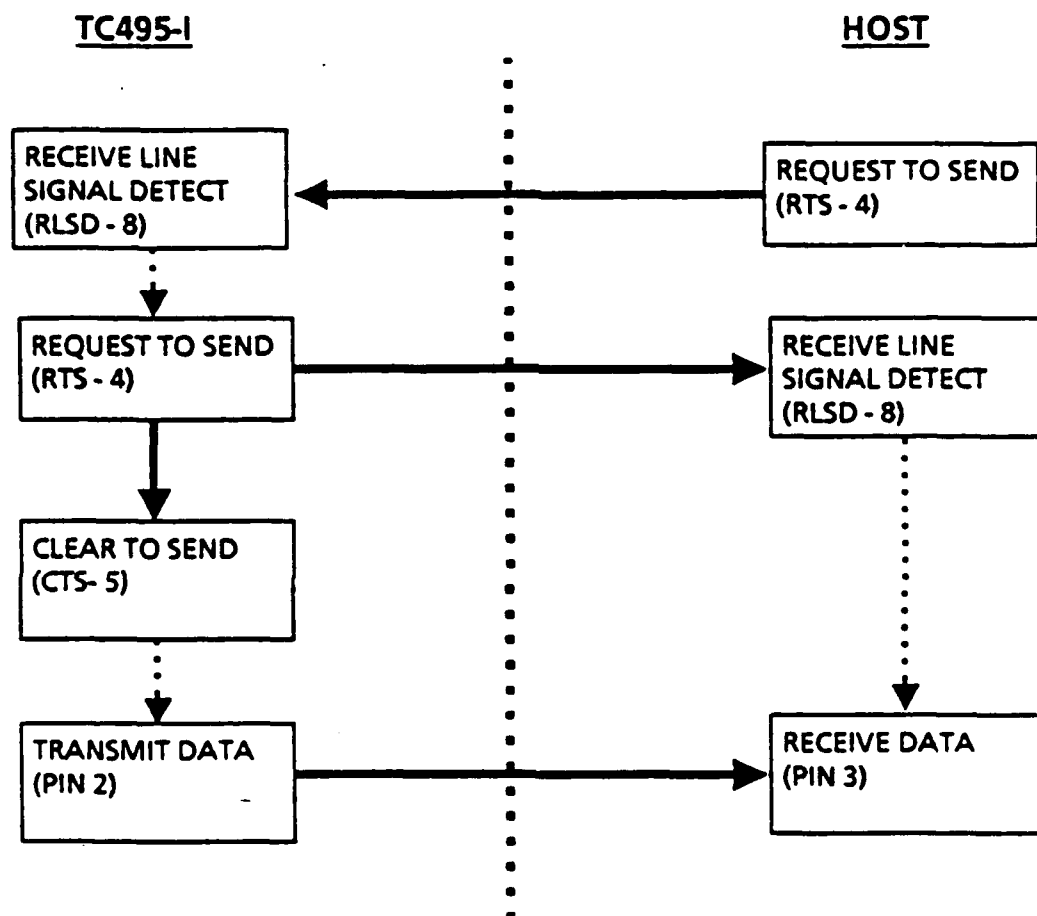 TC495-I
HOST
RECEIVE LINE
SIGNAL DETECT
(RLSD - 8)
REQUEST TO SEND
(RTS - 4)
REQUEST TO SEND
(RTS - 4)
RECEIVE LINE
SIGNAL DETECT
(RLSD - 8)
CLEAR TO SEND
(CTS- 5)
TRANSMIT DATA
(PIN 2)
RECEIVE DATA
(PIN 3)